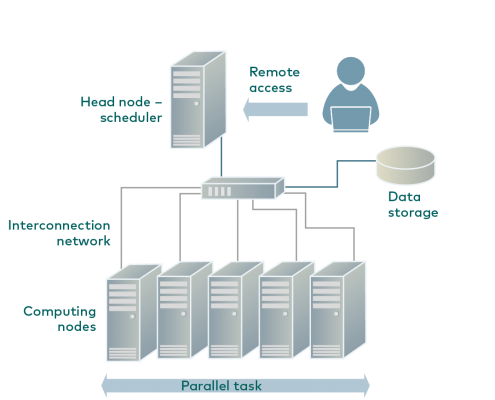 Remote
access
Head node –
scheduler
Data
storage
Interconnection
network
Computing
nodes
Parallel task